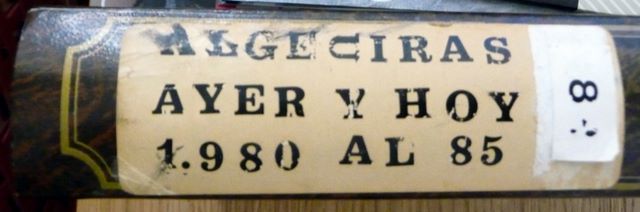 ALGECIRAS
AYER Y HOY
1.980 AL 85
8